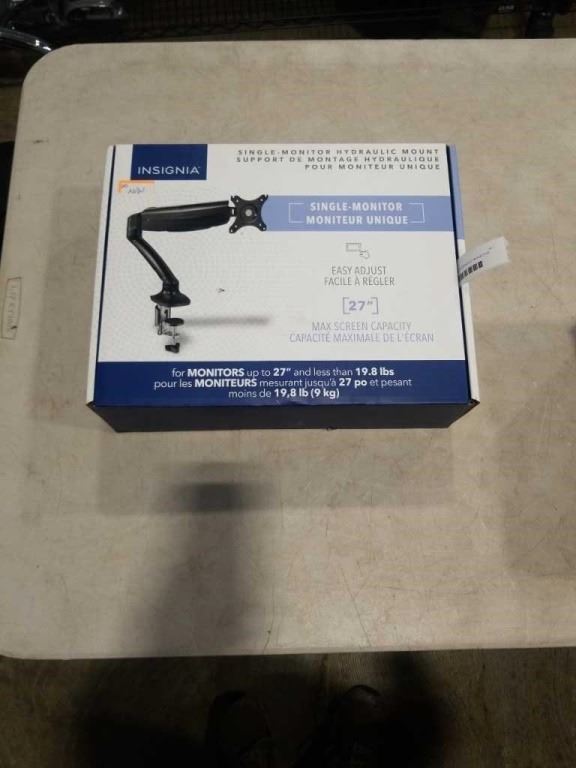 SINGLE-MONITOR HYDRAULIC MOUNT
SUPPORT DE MONTAGE HYDRAULIQUE
POUR MONITEUR UNIQUE
INSIGNIA
SINGLE-MONITOR
MONITEUR UNIQUE
EASY ADJUST
FACILE À RÉGLER
[27"]
MAX SCREEN CAPACITY
CAPACITÉ MAXIMALE DE L'ÉCRAN
for MONITORS up to 27" and less than 19.8 lbs
pour les MONITEURS mesurant jusqu'à 27 po et pesant
moins de 19,8 lb (9 kg)